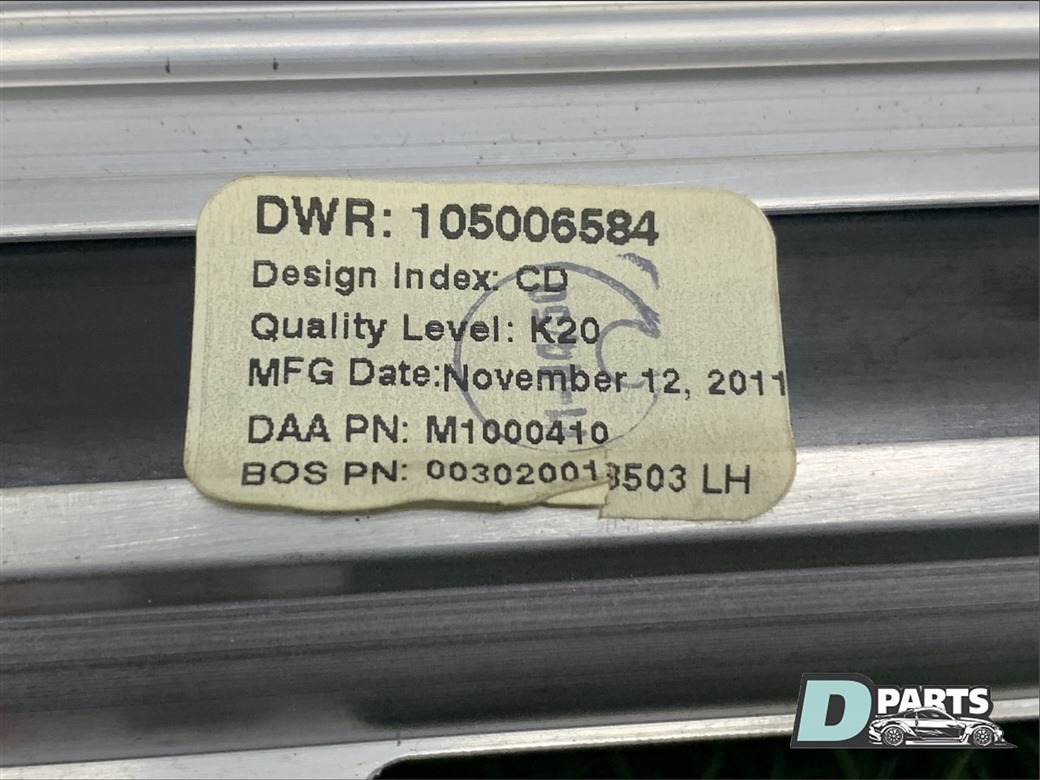 DWR: 105006584
Design Index: CD
Quality Level: K20
MFG Date:November 12, 2011
DAA PN: M1000410
BOS PN: 003020013503 LH
D PARTS